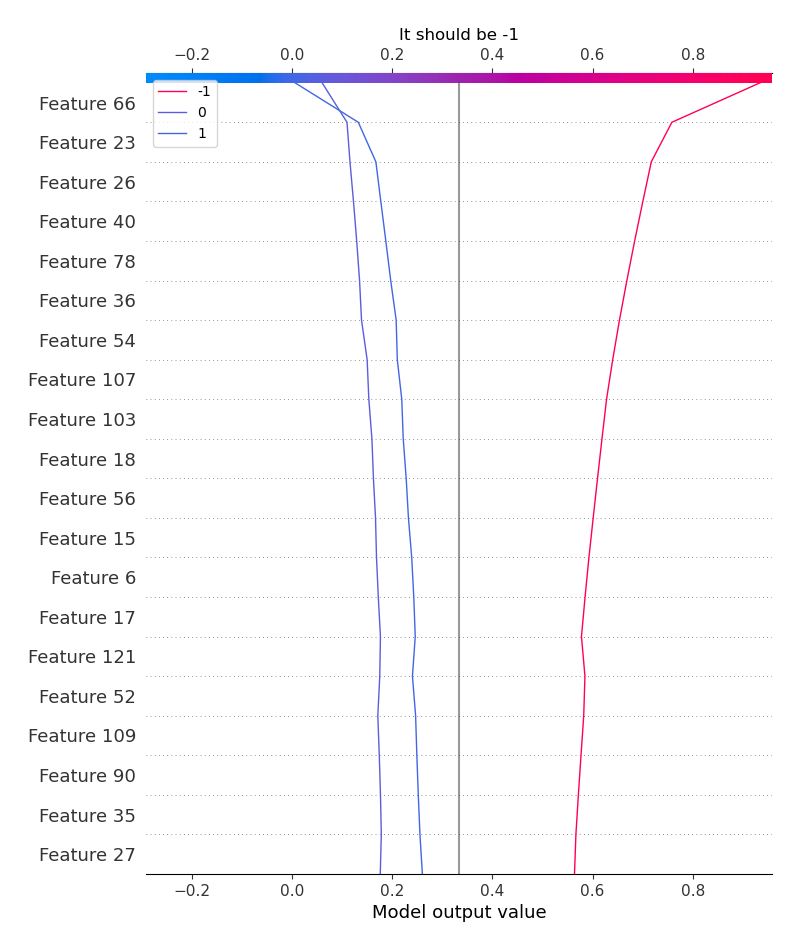 It should be -1
−0.2 0.0 0.2 0.4 0.6 0.8
-1
0
1
Feature 66
Feature 23
Feature 26
Feature 40
Feature 78
Feature 36
Feature 54
Feature 107
Feature 103
Feature 18
Feature 56
Feature 15
Feature 6
Feature 17
Feature 121
Feature 52
Feature 109
Feature 90
Feature 35
Feature 27
−0.2 0.0 0.2 0.4 0.6 0.8
Model output value